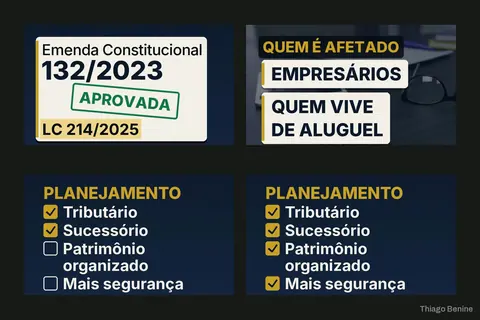 Emenda Constitucional
132/2023
APROVADA
LC 214/2025
QUEM É AFETADO
EMPRESÁRIOS
QUEM VIVE
DE ALUGUEL
PLANEJAMENTO
Tributário
Sucessório
Patrimônio
organizado
Mais segurança
PLANEJAMENTO
Tributário
Sucessório
Patrimônio
organizado
Mais segurança
Thiago Benine